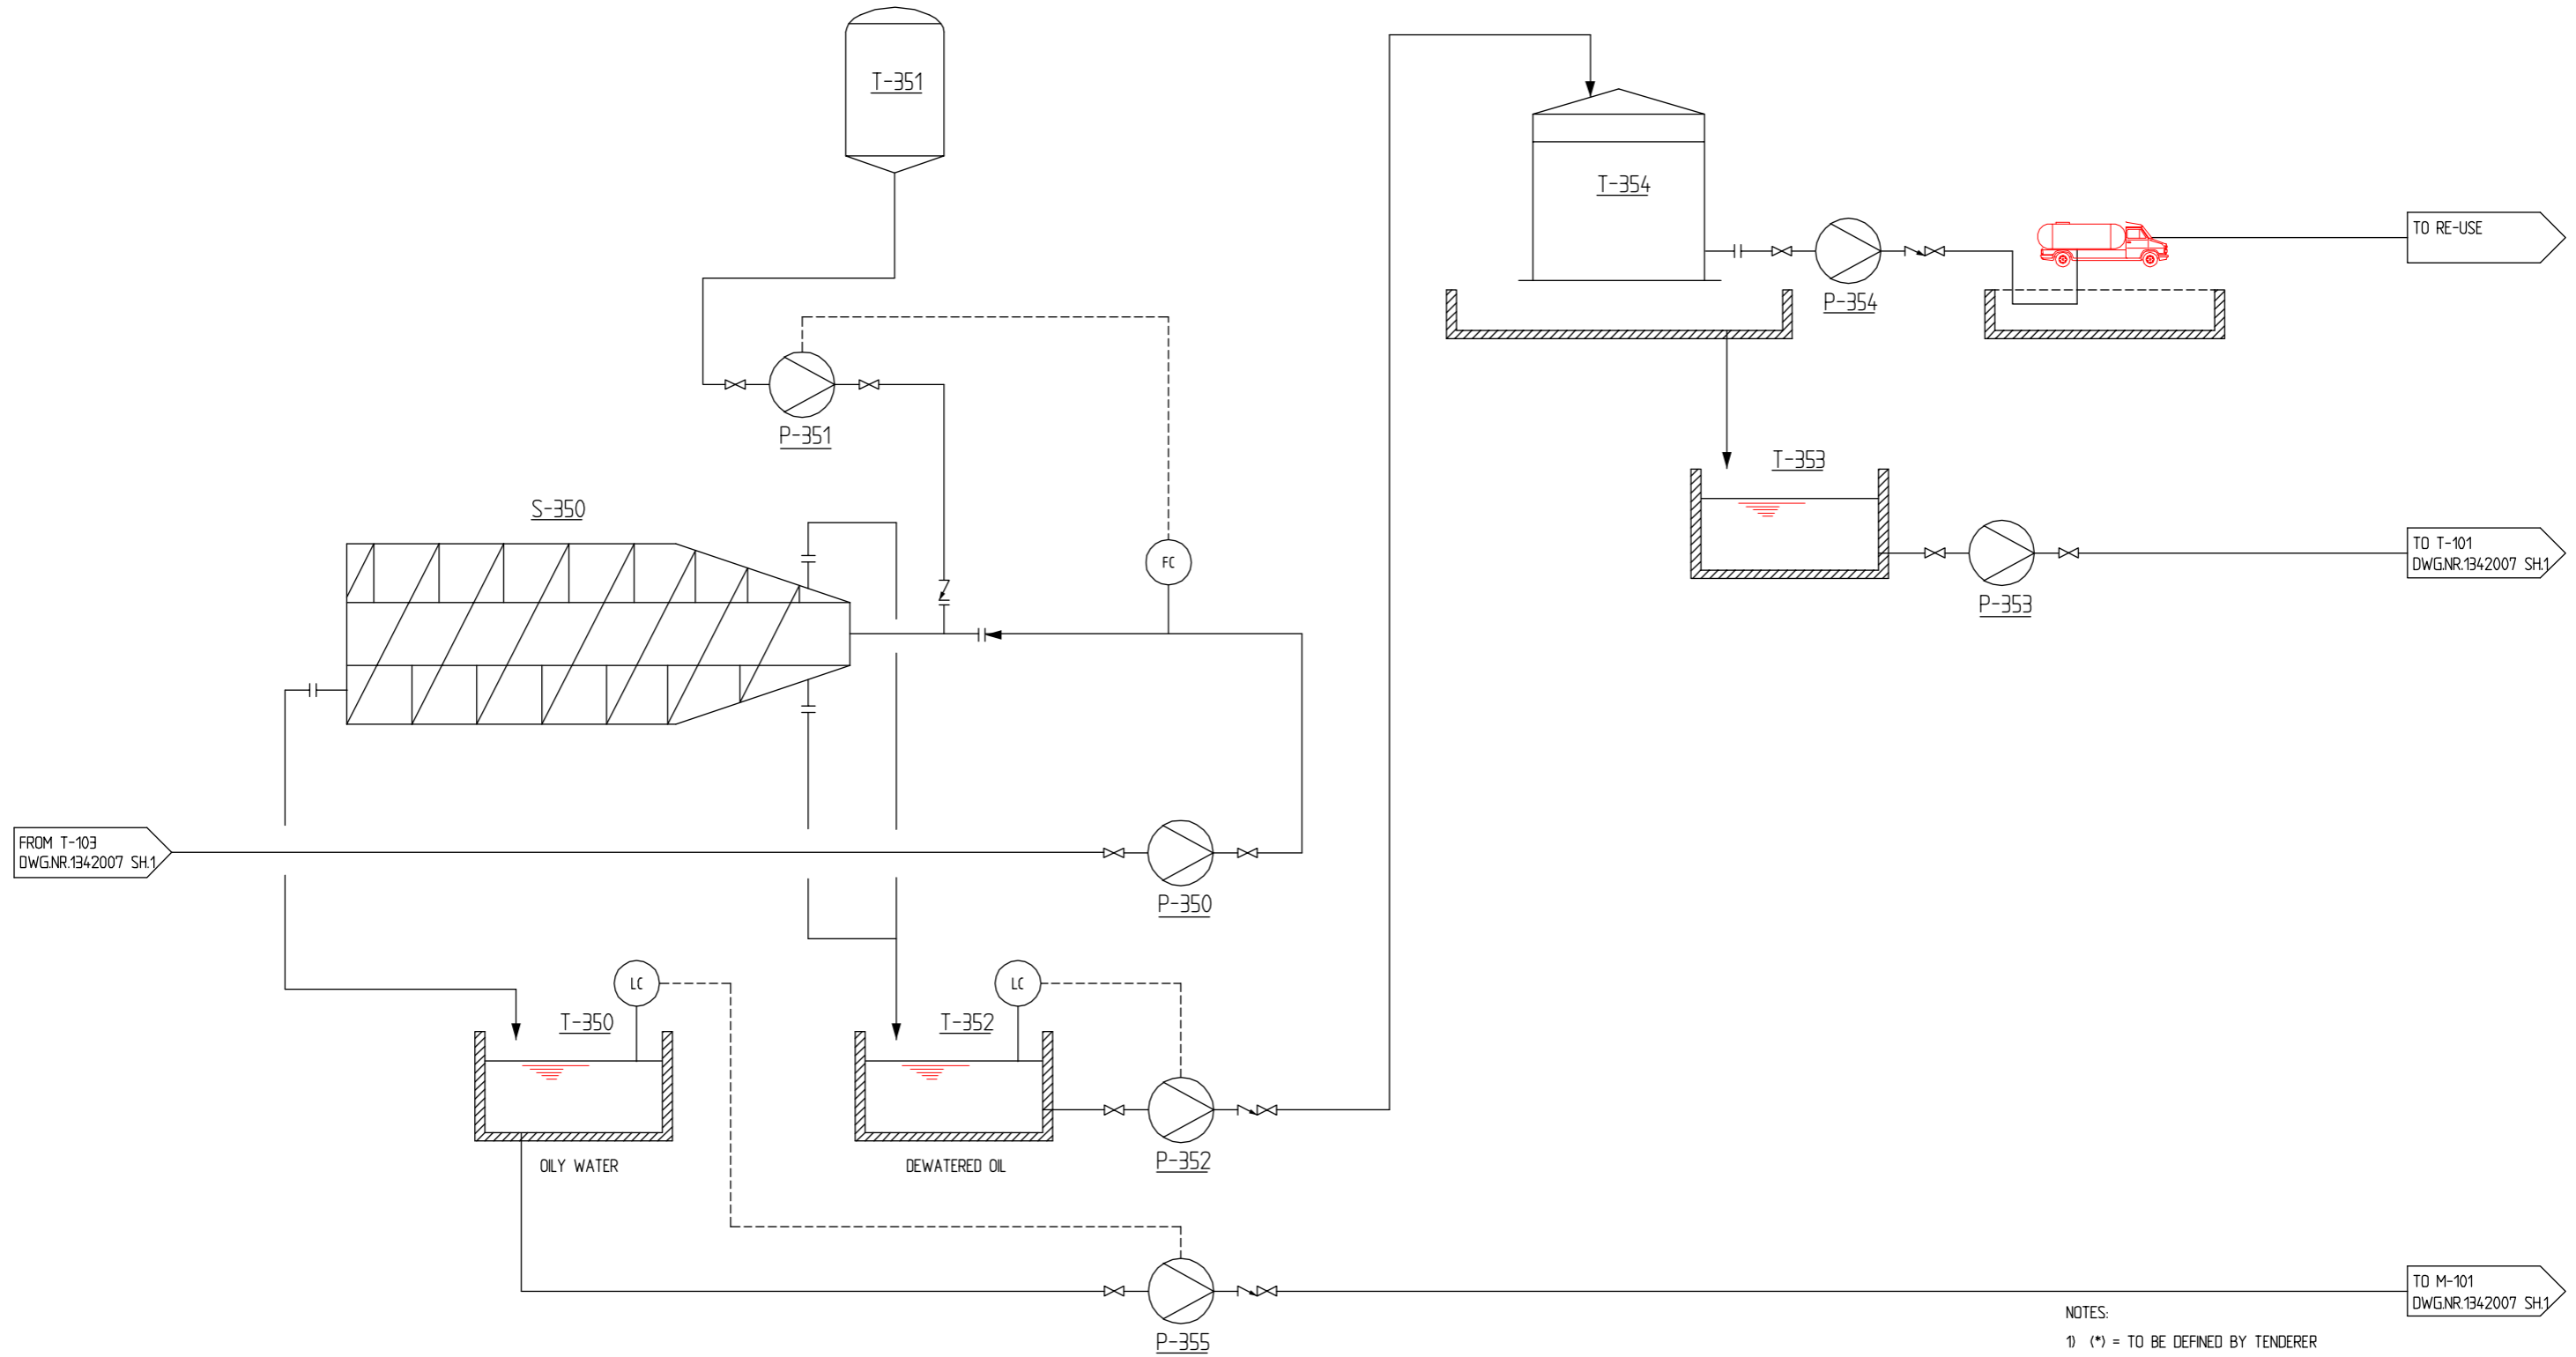 T-351
T-354
TO RE-USE
P-354
P-351
T-353
S-350
FC
TO T-101
DWG.NR.1342007 SH.1
P-353
FROM T-103
DWG.NR.1342007 SH.1
P-350
LC
LC
T-350
T-352
OILY WATER
DEWATERED OIL
P-352
TO M-101
DWG.NR.1342007 SH.1
P-355
NOTES:
1) (*) = TO BE DEFINED BY TENDERER